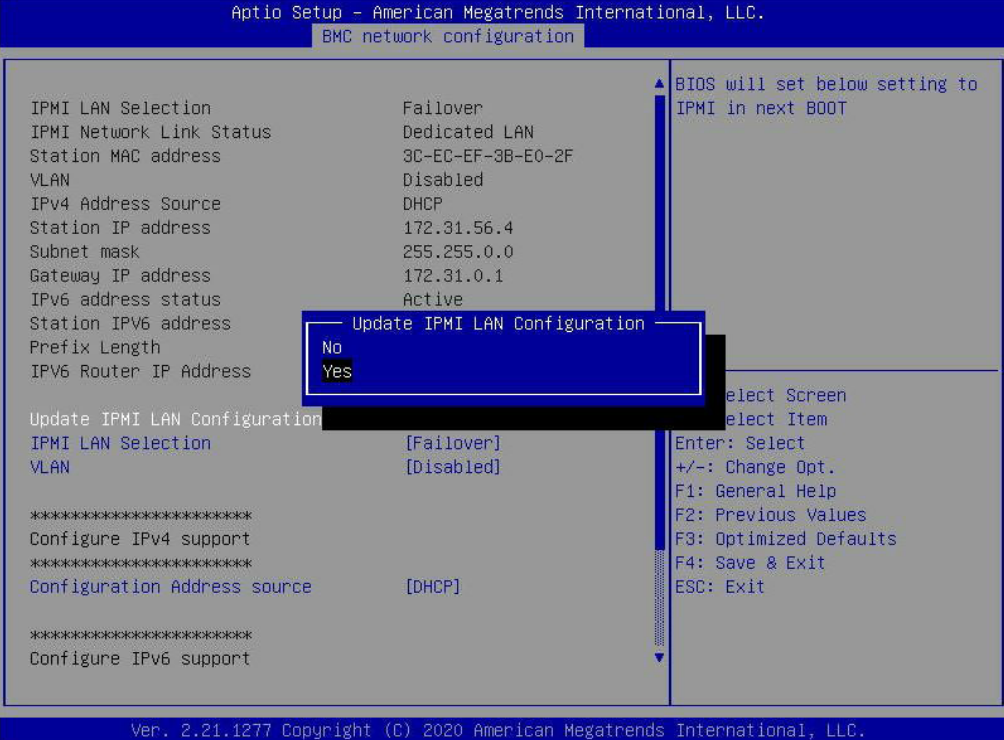 Aptio Setup – American Megatrends International, LLC.
BMC network configuration
IPMI LAN Selection Failover
IPMI Network Link Status Dedicated LAN
Station MAC address 3C-EC-EF-3B-E0-2F
VLAN Disabled
IPv4 Address Source DHCP
Station IP address 172.31.56.4
Subnet mask 255.255.0.0
Gateway IP address 172.31.0.1
IPv6 address status Active
Station IPV6 address
Prefix Length
IPV6 Router IP Address
Update IPMI LAN Configuration
No
Yes
Update IPMI LAN Configuration
IPMI LAN Selection [Failover]
VLAN [Disabled]
**********************
Configure IPv4 support
**********************
Configuration Address source [DHCP]
**********************
Configure IPv6 support
BIOS will set below setting to
IPMI in next BOOT
elect Screen
elect Item
Enter: Select
+/-: Change Opt.
F1: General Help
F2: Previous Values
F3: Optimized Defaults
F4: Save & Exit
ESC: Exit
Ver. 2.21.1277 Copyright (C) 2020 American Megatrends International, LLC.